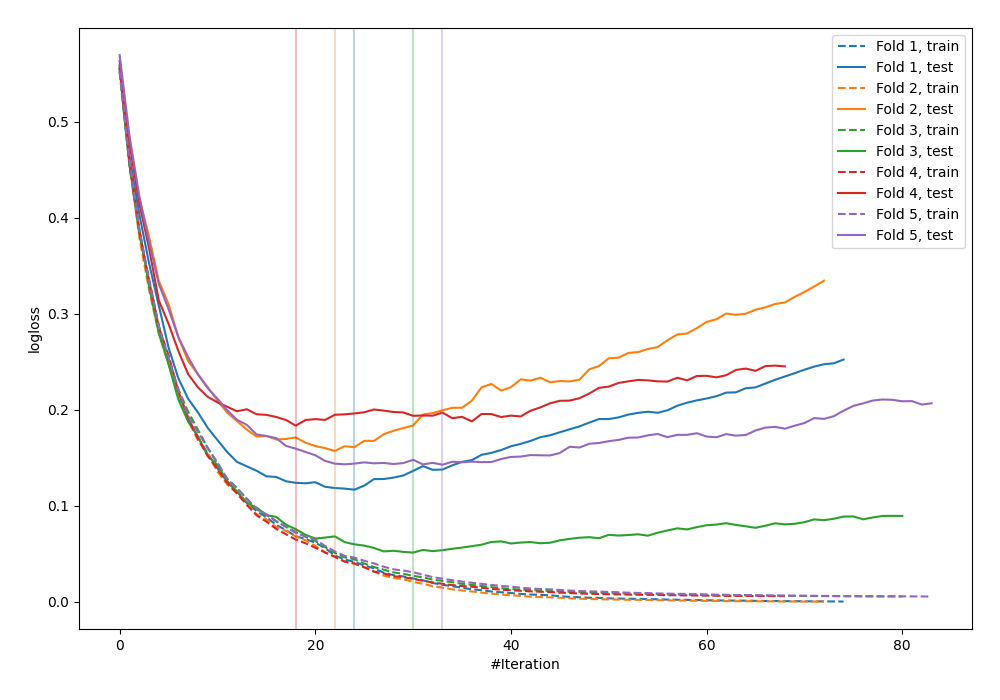 Fold 1, train
Fold 1, test
Fold 2, train
Fold 2, test
Fold 3, train
Fold 3, test
Fold 4, train
Fold 4, test
Fold 5, train
Fold 5, test
0.5
0.4
0.3
0.2
0.1
0.0
logloss
0 20 40 60 80
#Iteration